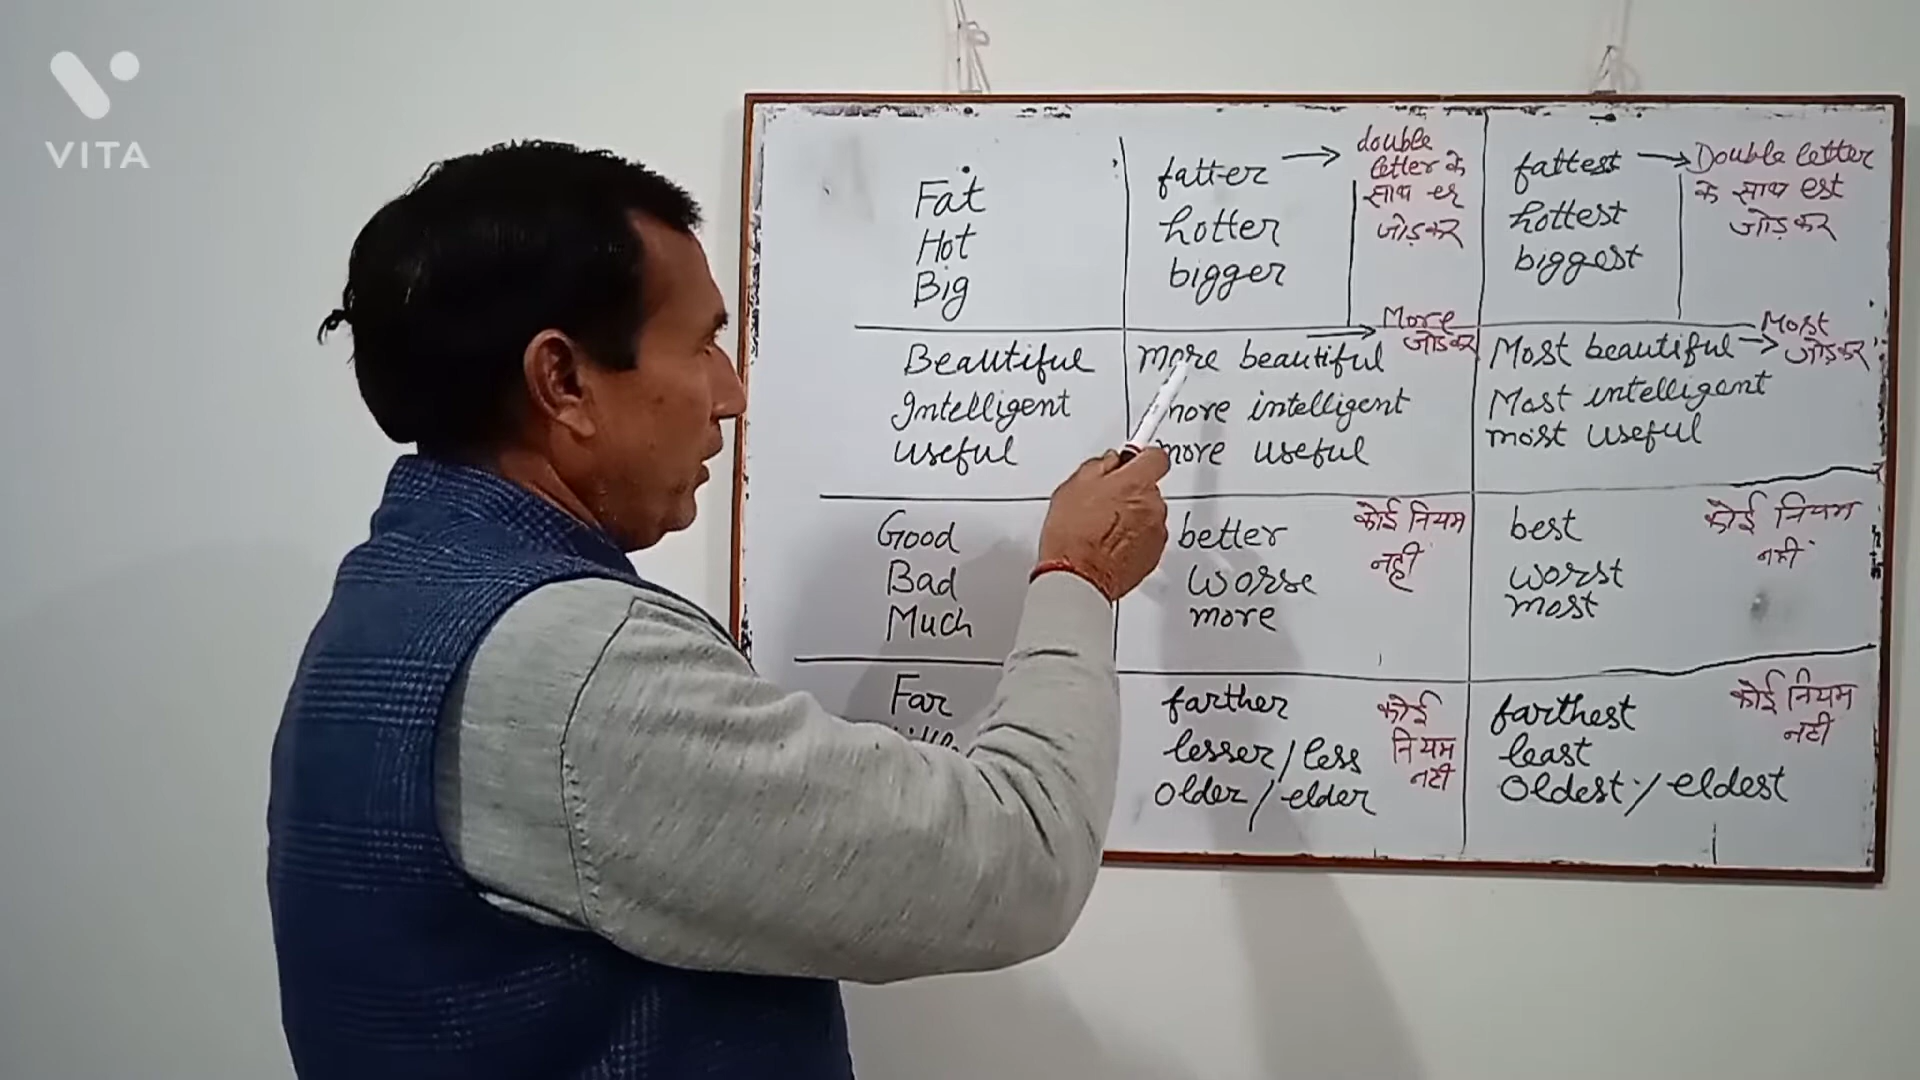 VITA
Fat
Hot
Big
fatter
hotter
bigger
double
letter के
साथ er
जोड़कर
fattest
hottest
biggest
Double letter
के साथ est
जोड़कर
Beautiful
Intelligent
useful
more beautiful
more intelligent
more useful
More
जोड़कर
Most beautiful
Most intelligent
most useful
Most
जोड़कर
Good
Bad
Much
better
worse
more
कोई नियम
नहीं
best
worst
most
कोई नियम
नहीं
Far
farther
lesser/less
older/elder
कोई
नियम
नहीं
farthest
least
oldest/eldest
कोई नियम
नहीं